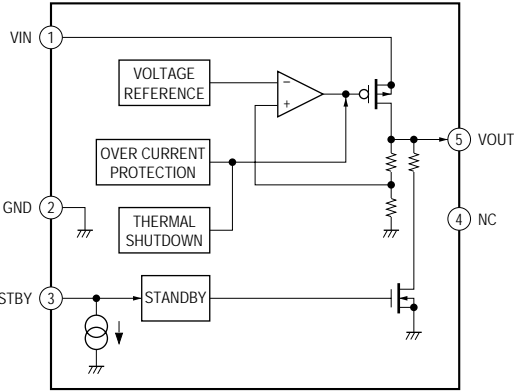 VIN 1
VOLTAGE
REFERENCE
−
+
5 VOUT
OVER CURRENT
PROTECTION
GND 2
4 NC
THERMAL
SHUTDOWN
STBY 3
STANDBY